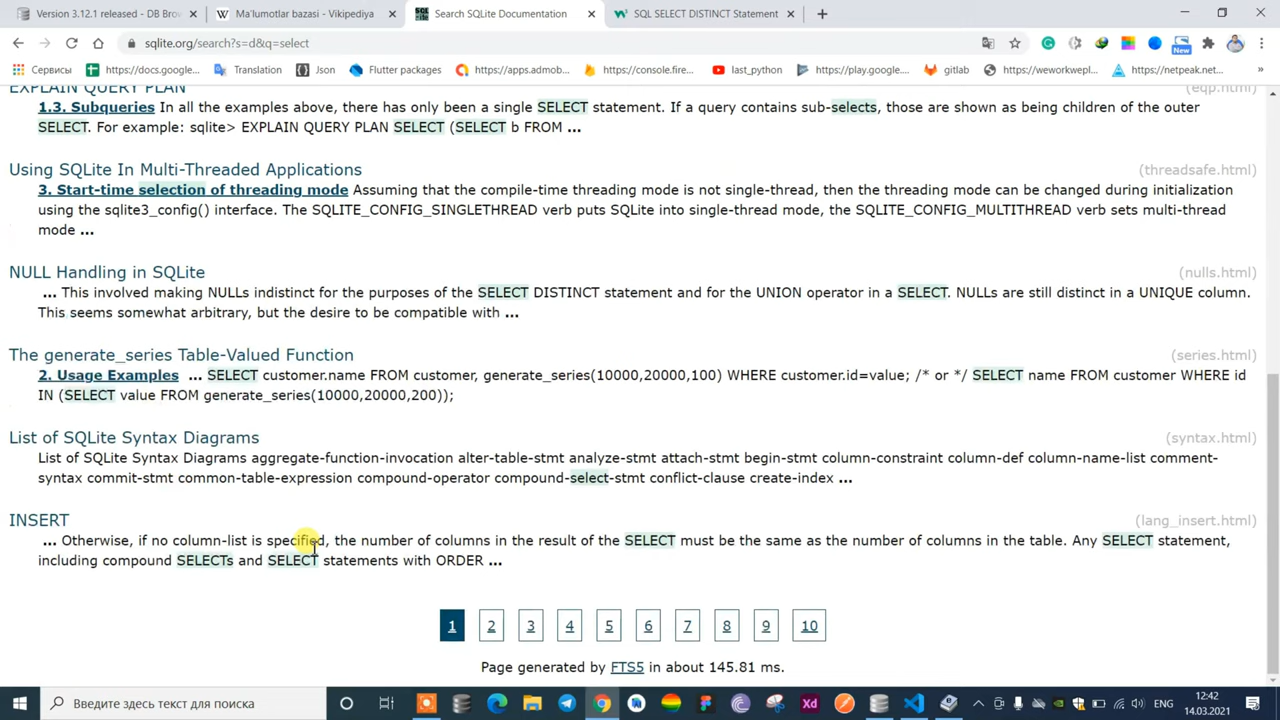 Version 3.12.1 released - DB Brow
Ma'lumotlar bazasi - Vikipediya
Search SQLite Documentation
SQL SELECT DISTINCT Statement
sqlite.org/search?s=d&q=select
New
Сервисы
https://docs.google...
Translation
Json
Flutter packages
https://apps.admob...
https://console.fire...
last_python
https://play.google...
gitlab
https://weworkwepl...
https://netpeak.net...
EXPLAIN QUERY PLAN (eqp.html)
1.3. Subqueries In all the examples above, there has only been a single SELECT statement. If a query contains sub-selects, those are shown as being children of the outer
SELECT. For example: sqlite> EXPLAIN QUERY PLAN SELECT (SELECT b FROM ...
Using SQLite In Multi-Threaded Applications (threadsafe.html)
3. Start-time selection of threading mode Assuming that the compile-time threading mode is not single-thread, then the threading mode can be changed during initialization
using the sqlite3_config() interface. The SQLITE_CONFIG_SINGLETHREAD verb puts SQLite into single-thread mode, the SQLITE_CONFIG_MULTITHREAD verb sets multi-thread
mode ...
NULL Handling in SQLite (nulls.html)
... This involved making NULLs indistinct for the purposes of the SELECT DISTINCT statement and for the UNION operator in a SELECT. NULLs are still distinct in a UNIQUE column.
This seems somewhat arbitrary, but the desire to be compatible with ...
The generate_series Table-Valued Function (series.html)
2. Usage Examples ... SELECT customer.name FROM customer, generate_series(10000,20000,100) WHERE customer.id=value; /* or */ SELECT name FROM customer WHERE id
IN (SELECT value FROM generate_series(10000,20000,200));
List of SQLite Syntax Diagrams (syntax.html)
List of SQLite Syntax Diagrams aggregate-function-invocation alter-table-stmt analyze-stmt attach-stmt begin-stmt column-constraint column-def column-name-list comment-
syntax commit-stmt common-table-expression compound-operator compound-select-stmt conflict-clause create-index ...
INSERT (lang_insert.html)
... Otherwise, if no column-list is specified, the number of columns in the result of the SELECT must be the same as the number of columns in the table. Any SELECT statement,
including compound SELECTs and SELECT statements with ORDER ...
1 2 3 4 5 6 7 8 9 10
Page generated by FTS5 in about 145.81 ms.
Введите здесь текст для поиска
Xd
ENG
12:42
14.03.2021